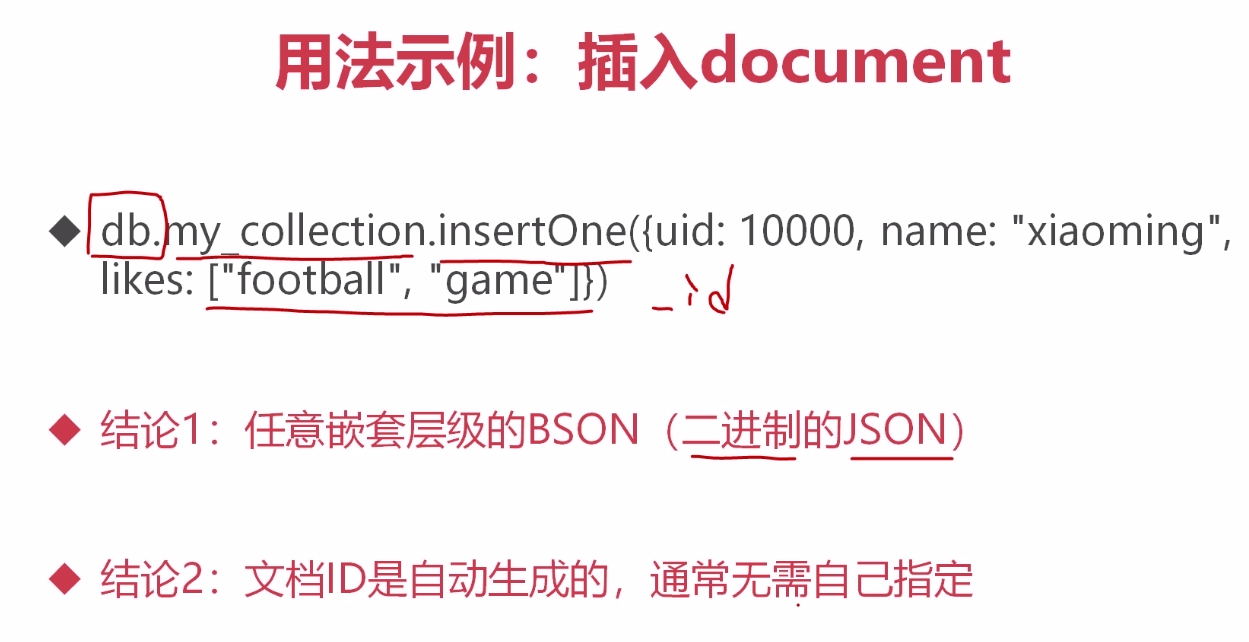 用法示例：插入document
◆ db.my_collection.insertOne({uid: 10000, name: "xiaoming",
likes: ["football", "game"]})
_id
◆ 结论1：任意嵌套层级的BSON（二进制的JSON）
◆ 结论2：文档ID是自动生成的，通常无需自己指定